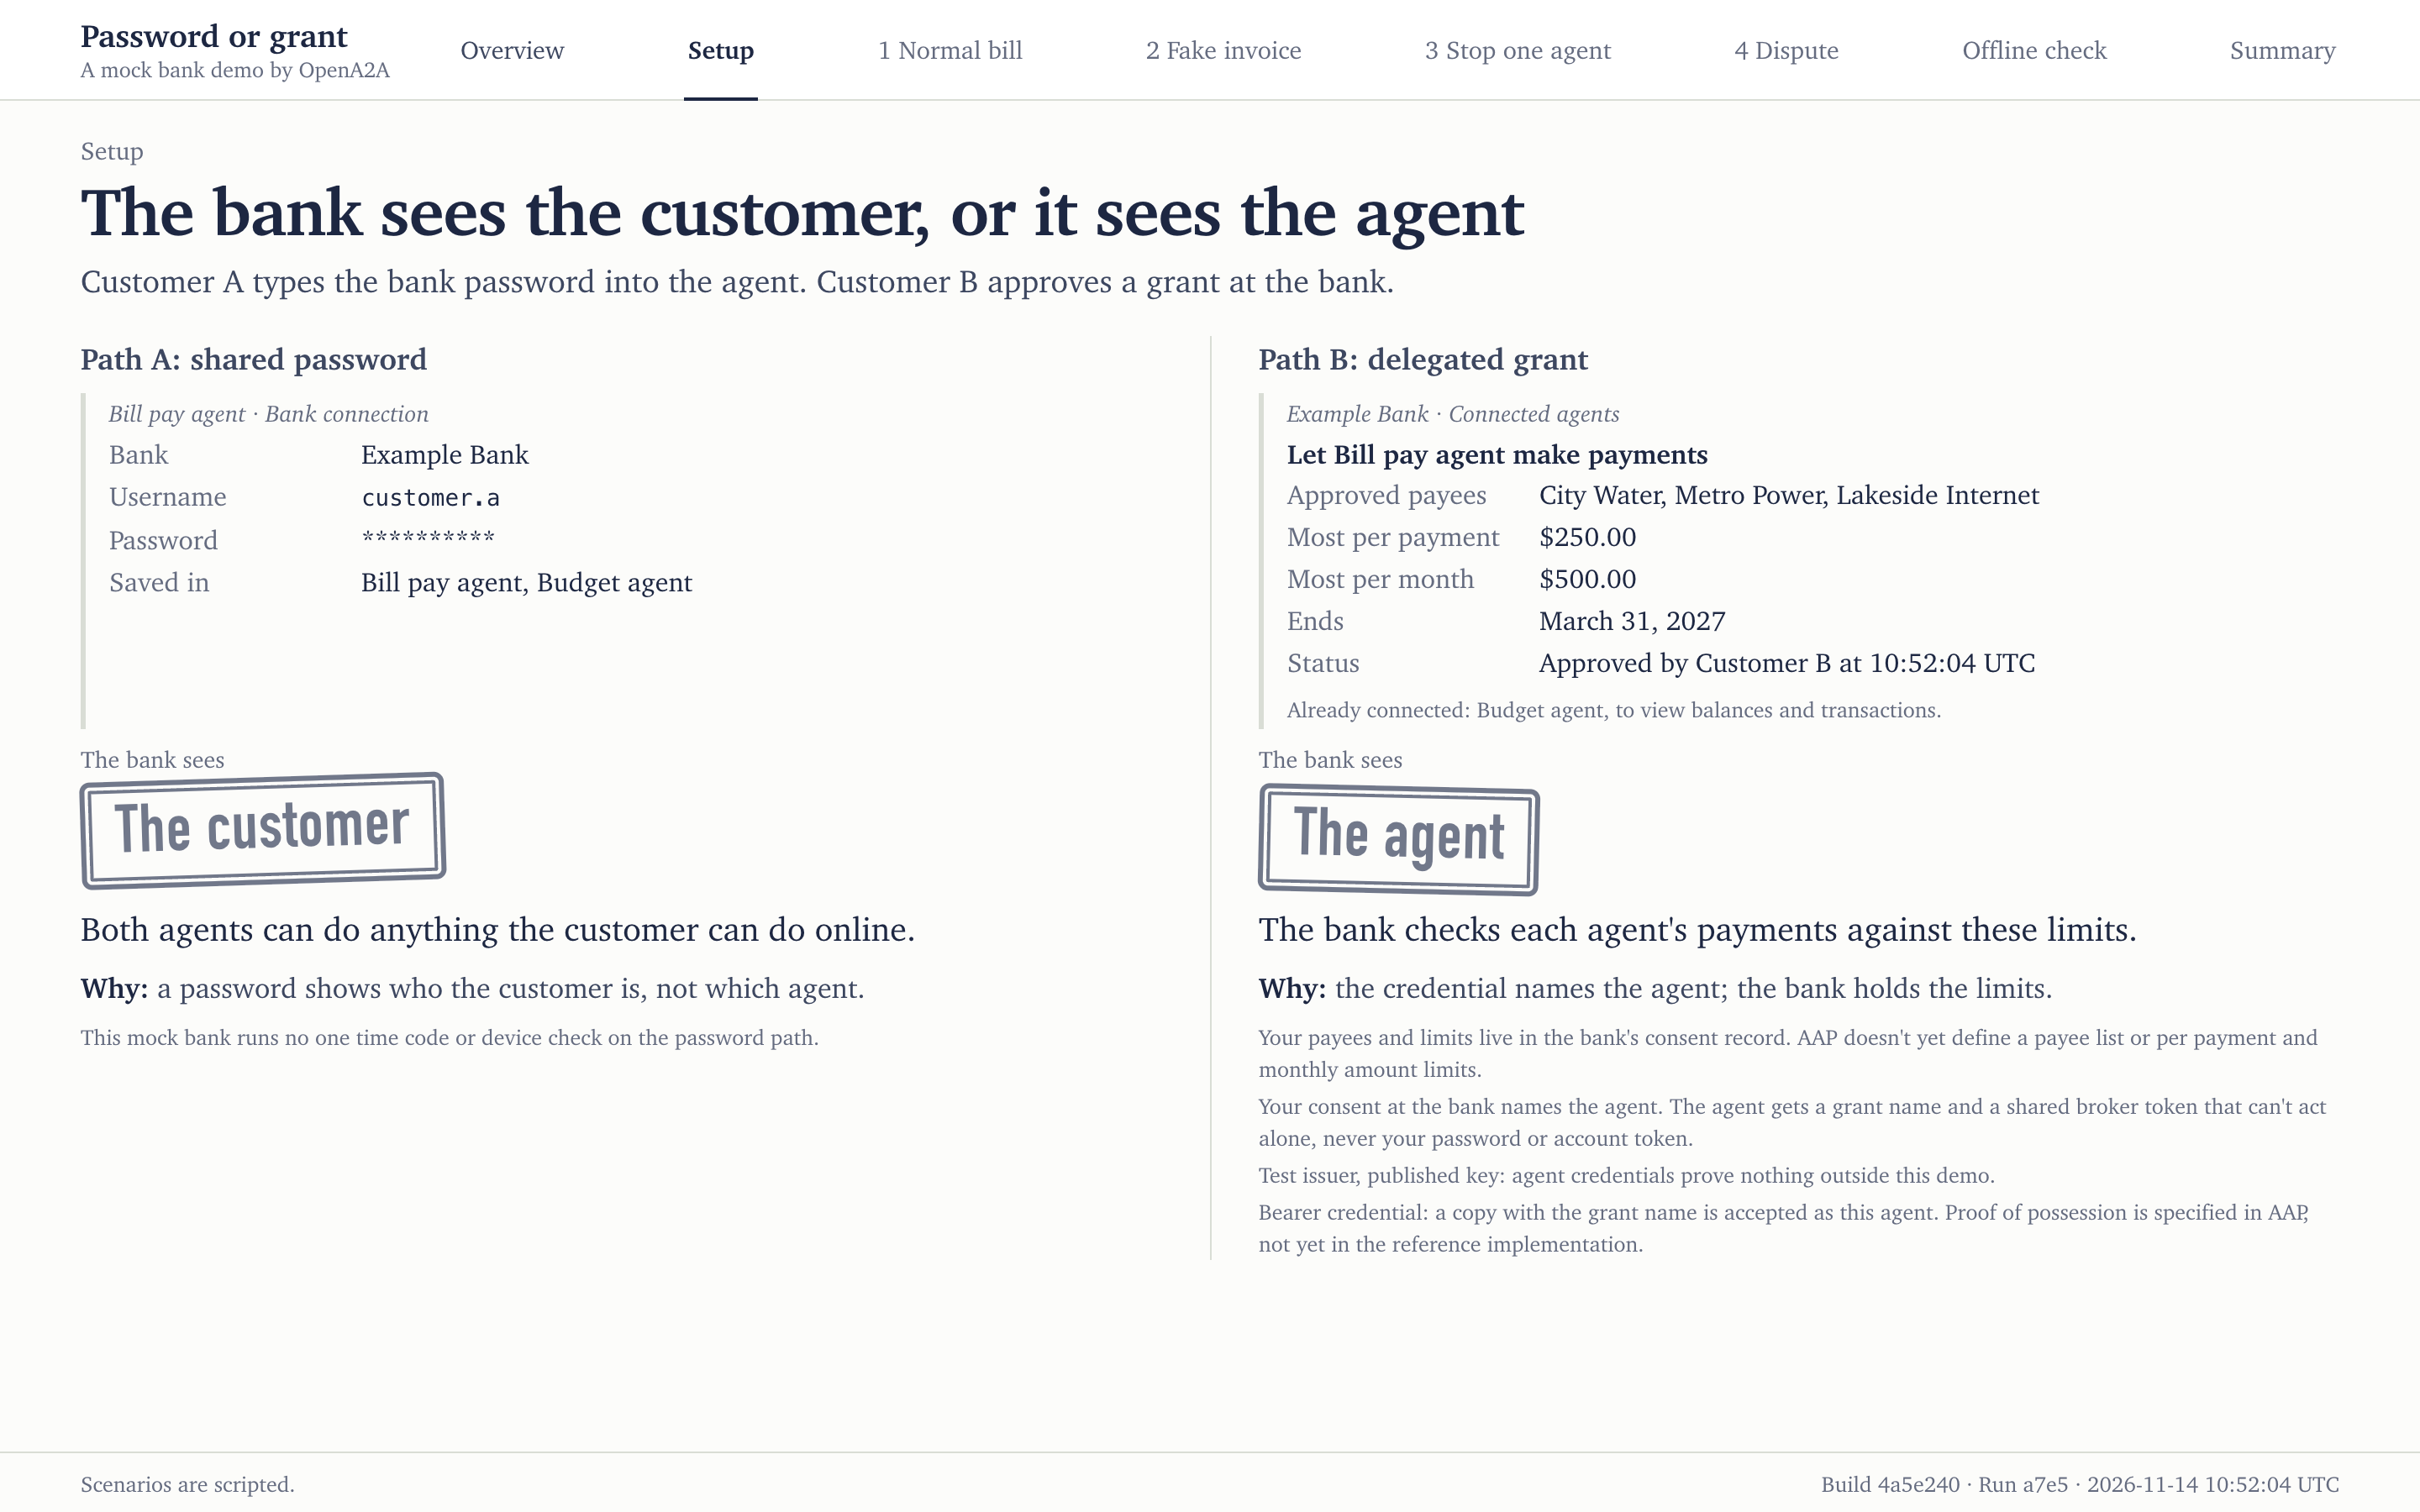 Password or grant
A mock bank demo by OpenA2A
Overview
Setup
1 Normal bill
2 Fake invoice
3 Stop one agent
4 Dispute
Offline check
Summary
Setup
The bank sees the customer, or it sees the agent
Customer A types the bank password into the agent. Customer B approves a grant at the bank.
Path A: shared password
Bill pay agent · Bank connection
Bank Example Bank
Username customer.a
Password **********
Saved in Bill pay agent, Budget agent
The bank sees
The customer
Both agents can do anything the customer can do online.
Why: a password shows who the customer is, not which agent.
This mock bank runs no one time code or device check on the password path.
Path B: delegated grant
Example Bank · Connected agents
Let Bill pay agent make payments
Approved payees City Water, Metro Power, Lakeside Internet
Most per payment $250.00
Most per month $500.00
Ends March 31, 2027
Status Approved by Customer B at 10:52:04 UTC
Already connected: Budget agent, to view balances and transactions.
The bank sees
The agent
The bank checks each agent's payments against these limits.
Why: the credential names the agent; the bank holds the limits.
Your payees and limits live in the bank's consent record. AAP doesn't yet define a payee list or per payment and
monthly amount limits.
Your consent at the bank names the agent. The agent gets a grant name and a shared broker token that can't act
alone, never your password or account token.
Test issuer, published key: agent credentials prove nothing outside this demo.
Bearer credential: a copy with the grant name is accepted as this agent. Proof of possession is specified in AAP,
not yet in the reference implementation.
Scenarios are scripted.
Build 4a5e240 · Run a7e5 · 2026-11-14 10:52:04 UTC